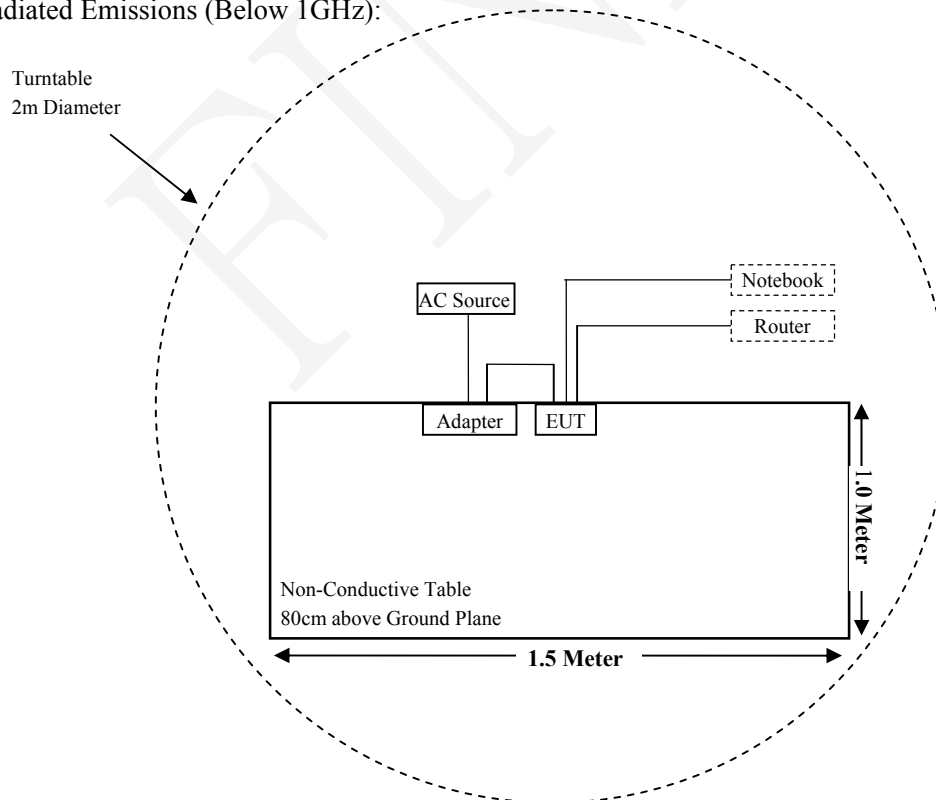 adiated Emissions (Below 1GHz):
Turntable
2m Diameter
Notebook
AC Source
Router
Adapter
EUT
1.0 Meter
Non-Conductive Table
80cm above Ground Plane
1.5 Meter